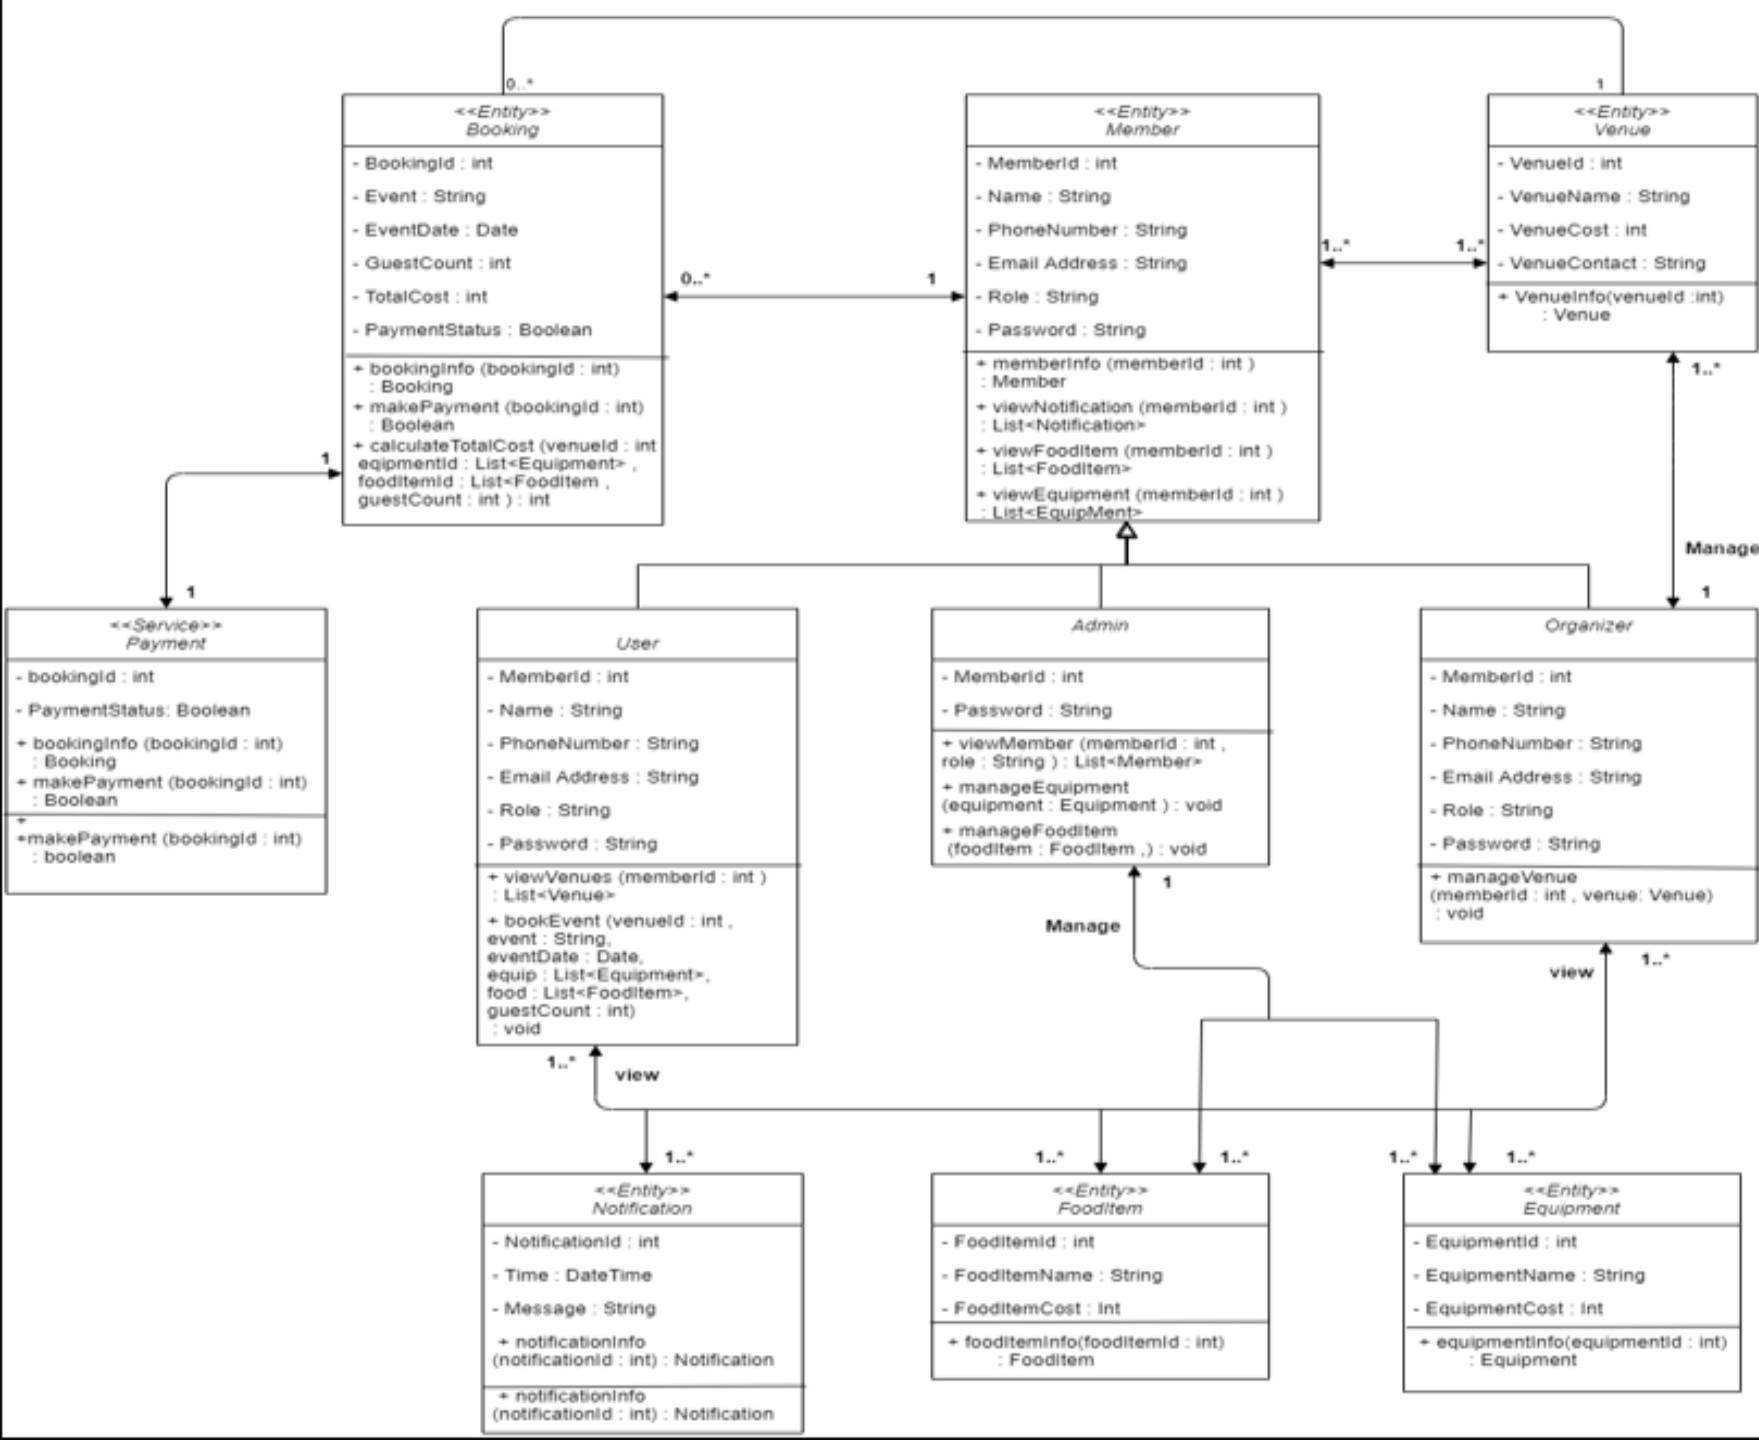 0..*
1
<<Entity>>
Booking
- BookingId : int
- Event : String
- EventDate : Date
- GuestCount : int
- TotalCost : int
- PaymentStatus : Boolean
+ bookingInfo (bookingId : int)
: Booking
+ makePayment (bookingId : int)
: Boolean
+ calculateTotalCost (venueId : int
eqipmentId : List<Equipment> ,
foodItemId : List<FoodItem ,
guestCount : int ) : int
0..*
1
<<Entity>>
Member
- MemberId : int
- Name : String
- PhoneNumber : String
- Email Address : String
- Role : String
- Password : String
+ memberInfo (memberId : int )
: Member
+ viewNotification (memberId : int )
: List<Notification>
+ viewFoodItem (memberId : int )
: List<FoodItem>
+ viewEquipment (memberId : int )
: List<EquipMent>
1..*
1..*
<<Entity>>
Venue
- VenueId : int
- VenueName : String
- VenueCost : int
- VenueContact : String
+ VenueInfo(venueId :int)
: Venue
1..*
Manage
1
1
1
<<Service>>
Payment
- bookingId : int
- PaymentStatus: Boolean
+ bookingInfo (bookingId : int)
: Booking
+ makePayment (bookingId : int)
: Boolean
+
+makePayment (bookingId : int)
: boolean
User
- MemberId : int
- Name : String
- PhoneNumber : String
- Email Address : String
- Role : String
- Password : String
+ viewVenues (memberId : int )
: List<Venue>
+ bookEvent (venueId : int ,
event : String,
eventDate : Date,
equip : List<Equipment>,
food : List<FoodItem>,
guestCount : int)
: void
Admin
- MemberId : int
- Password : String
+ viewMember (memberId : int ,
role : String ) : List<Member>
+ manageEquipment
(equipment : Equipment ) : void
+ manageFoodItem
(foodItem : FoodItem ,) : void
Organizer
- MemberId : int
- Name : String
- PhoneNumber : String
- Email Address : String
- Role : String
- Password : String
+ manageVenue
(memberId : int , venue: Venue)
: void
1
Manage
view
1..*
1..*
view
1..*
1..*
1..*
1..*
1..*
<<Entity>>
Notification
- NotificationId : int
- Time : DateTime
- Message : String
+ notificationInfo
(notificationId : int) : Notification
+ notificationInfo
(notificationId : int) : Notification
<<Entity>>
FoodItem
- FoodItemId : int
- FoodItemName : String
- FoodItemCost : Int
+ foodItemInfo(foodItemId : int)
: FoodItem
<<Entity>>
Equipment
- EquipmentId : int
- EquipmentName : String
- EquipmentCost : Int
+ equipmentInfo(equipmentId : int)
: Equipment